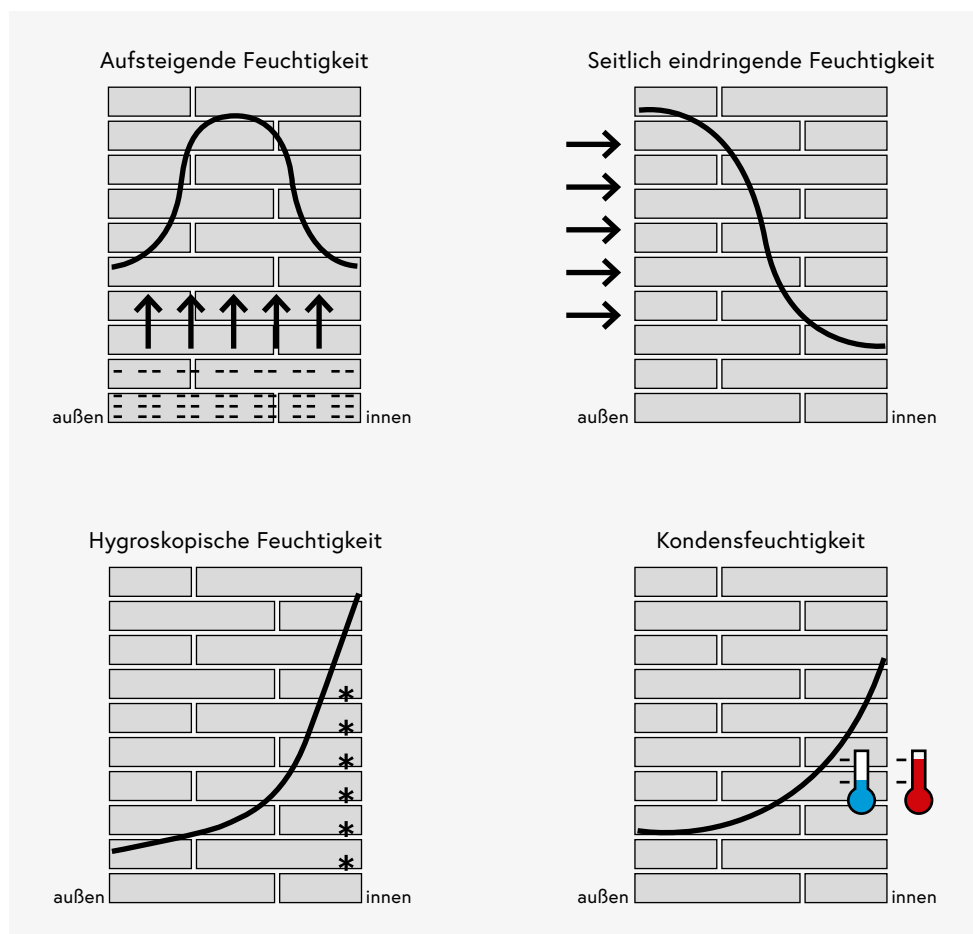 Aufsteigende Feuchtigkeit
Seitlich eindringende Feuchtigkeit
außen
innen
außen
innen
Hygroskopische Feuchtigkeit
Kondensfeuchtigkeit
außen
innen
außen
innen